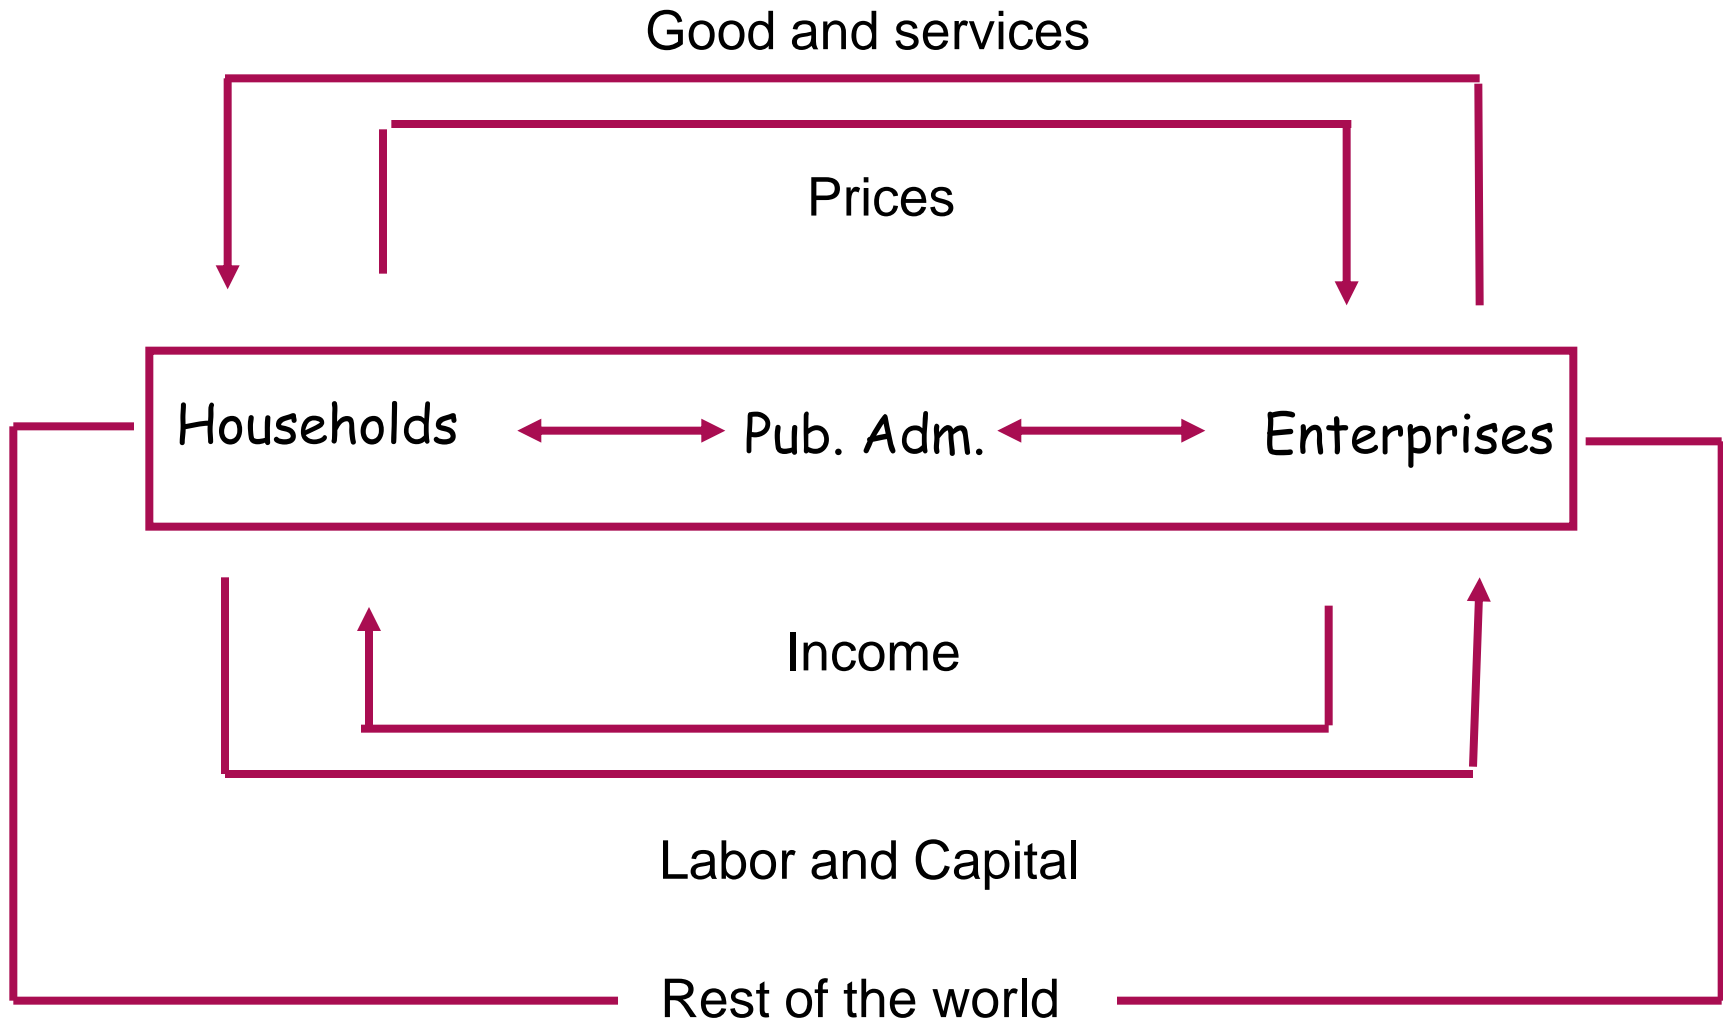 Good and services
Prices
Households
Pub. Adm.
Enterprises
Income
Labor and Capital
Rest of the world